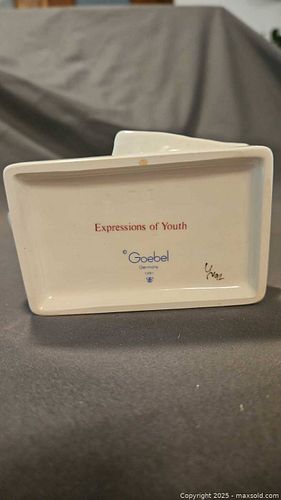 Expressions of Youth
© Goebel
Germany
Copyright 2025 - maxsold.com